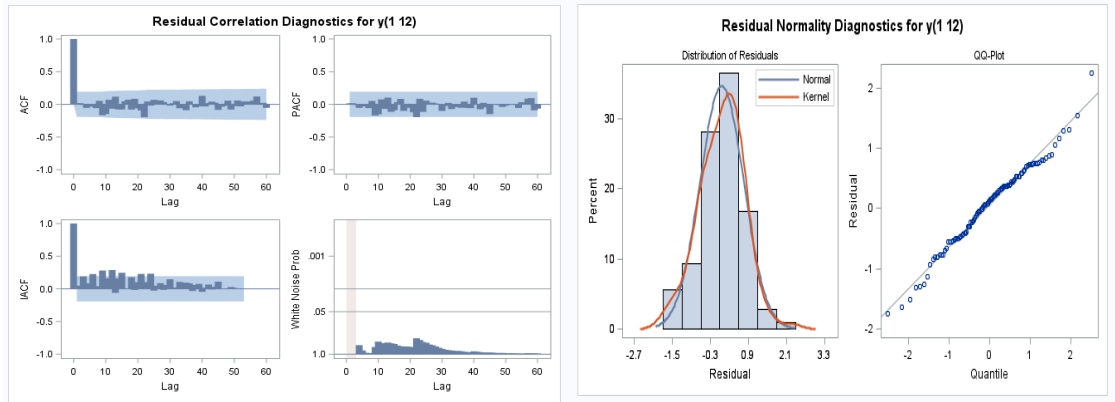 Residual Correlation Diagnostics for y(1 12)
1.0
0.5
0.0
-0.5
-1.0
ACF
0 10 20 30 40 50 60
Lag
1.0
0.5
0.0
-0.5
-1.0
PACF
0 10 20 30 40 50 60
Lag
1.0
0.5
0.0
-0.5
-1.0
IACF
0 10 20 30 40 50 60
Lag
.001
.05
1.0
White Noise Prob
0 10 20 30 40 50 60
Lag
Residual Normality Diagnostics for y(1 12)
Distribution of Residuals
Normal
Kernel
30
20
10
0
Percent
-2.7 -1.5 -0.3 0.9 2.1 3.3
Residual
QQ-Plot
2
1
0
-1
-2
Residual
-2 -1 0 1 2
Quantile